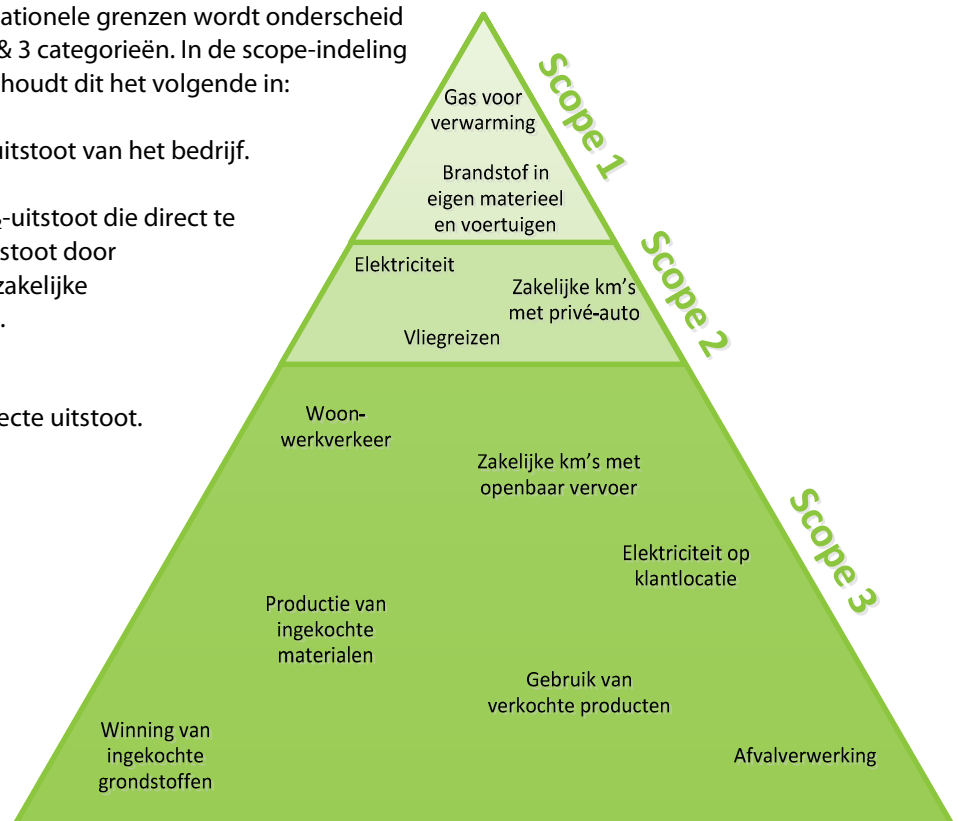 ationele grenzen wordt onderscheid
& 3 categorieën. In de scope-indeling
houdt dit het volgende in:
uitstoot van het bedrijf.
₂-uitstoot die direct te
stoot door
zakelijke
.
ecte uitstoot.
Scope 1
Gas voor
verwarming
Brandstof in
eigen materieel
en voertuigen
Scope 2
Elektriciteit
Zakelijke km's
met privé-auto
Vliegreizen
Scope 3
Woon-
werkverkeer
Zakelijke km's met
openbaar vervoer
Elektriciteit op
klantlocatie
Productie van
ingekochte
materialen
Gebruik van
verkochte producten
Winning van
ingekochte
grondstoffen
Afvalverwerking